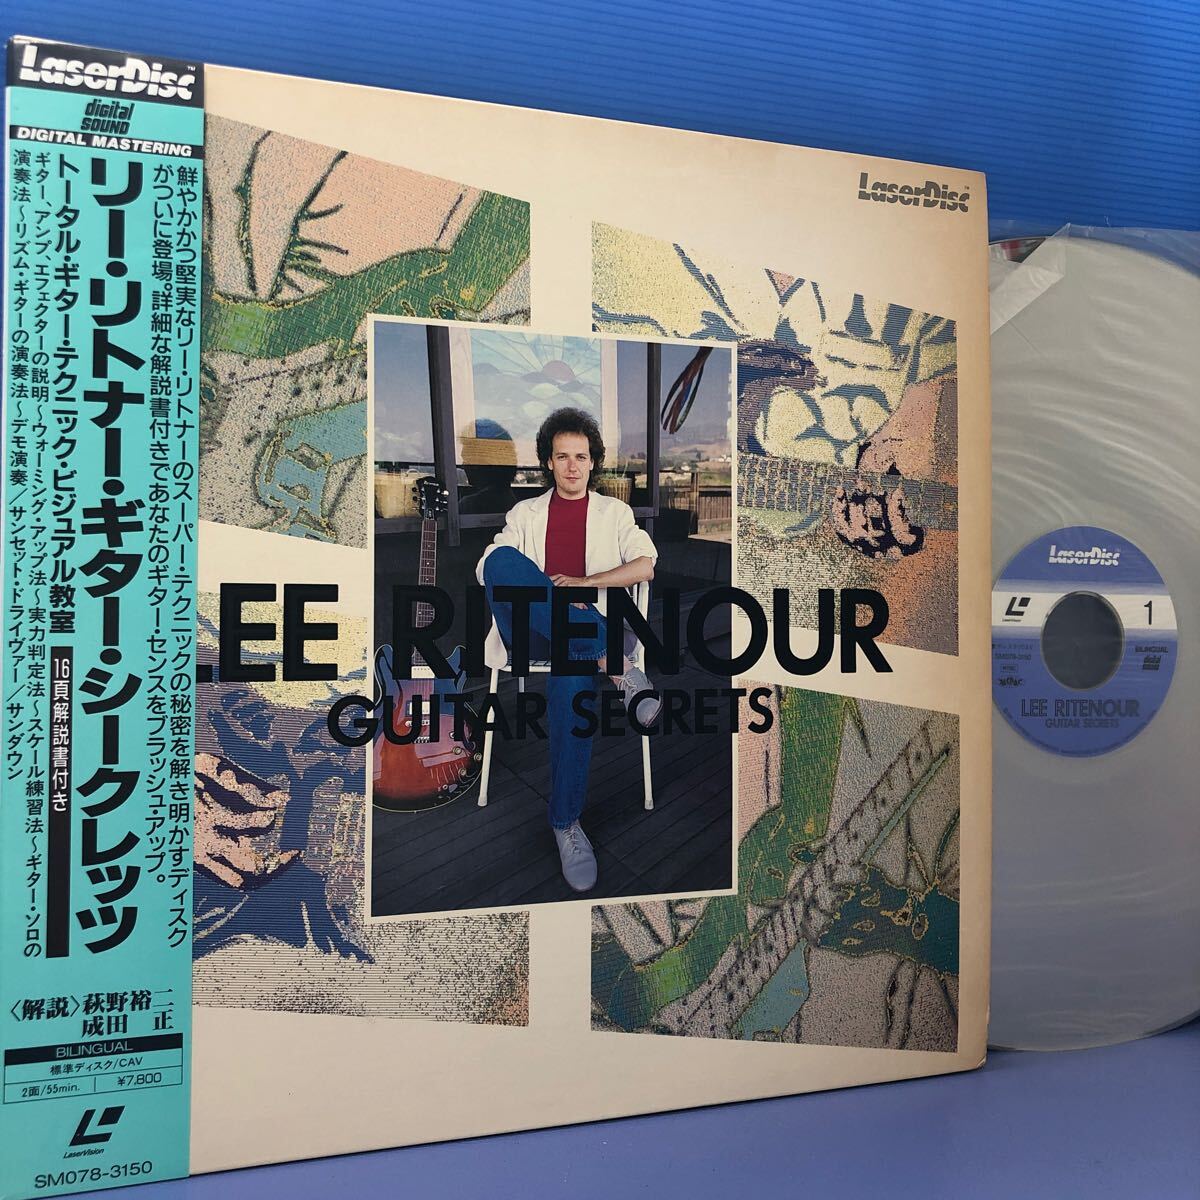 LaserDisc
digital
SOUND
DIGITAL MASTERING
鮮やかかつ堅実なリー・リトナーのスーパー・テクニックの秘密を解き明かすディスク
がついに登場。詳細な解説書付きであなたのギター・センスをブラッシュ・アップ。
リー・リトナー・ギター・シークレッツ
トータル・ギター・テクニック・ビジュアル教室
16頁解説書付き
ギター、アンプ、エフェクターの説明〜ウォーミング・アップ法〜実力判定法〜スケール練習法〜ギター・ソロの
演奏法〜リズム・ギターの演奏法〜デモ演奏/サンセット・ドライヴァー/サンダウン
〈解説〉萩野裕二
成田 正
BILINGUAL
標準ディスク/CAV
2面/55min.
¥7,800
LaserVision
SM078-3150
LaserDisc
LEE RITENOUR
GUITAR SECRETS
LaserDisc
LaserVision
1
SM078-3150
BILINGUAL
digital
SOUND
LEE RITENOUR
GUITAR SECRETS